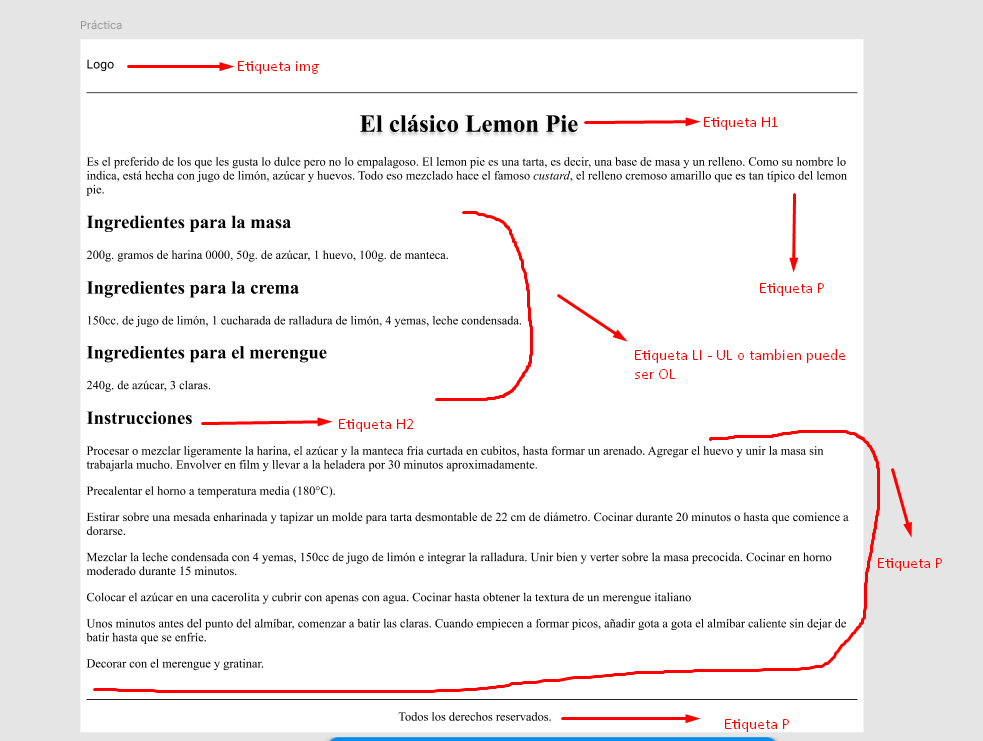 Práctica
Logo
Etiqueta img
El clásico Lemon Pie
Etiqueta H1
Es el preferido de los que les gusta lo dulce pero no lo empalagoso. El lemon pie es una tarta, es decir, una base de masa y un relleno. Como su nombre lo
indica, está hecha con jugo de limón, azúcar y huevos. Todo eso mezclado hace el famoso custard, el relleno cremoso amarillo que es tan típico del lemon
pie.
Etiqueta P
Ingredientes para la masa
200g. gramos de harina 0000, 50g. de azúcar, 1 huevo, 100g. de manteca.
Ingredientes para la crema
150cc. de jugo de limón, 1 cucharada de ralladura de limón, 4 yemas, leche condensada.
Ingredientes para el merengue
240g. de azúcar, 3 claras.
Etiqueta LI - UL o tambien puede
ser OL
Instrucciones
Etiqueta H2
Procesar o mezclar ligeramente la harina, el azúcar y la manteca fría curtada en cubitos, hasta formar un arenado. Agregar el huevo y unir la masa sin
trabajarla mucho. Envolver en film y llevar a la heladera por 30 minutos aproximadamente.
Precalentar el horno a temperatura media (180°C).
Estirar sobre una mesada enharinada y tapizar un molde para tarta desmontable de 22 cm de diámetro. Cocinar durante 20 minutos o hasta que comience a
dorarse.
Mezclar la leche condensada con 4 yemas, 150cc de jugo de limón e integrar la ralladura. Unir bien y verter sobre la masa precocida. Cocinar en horno
moderado durante 15 minutos.
Colocar el azúcar en una cacerolita y cubrir con apenas con agua. Cocinar hasta obtener la textura de un merengue italiano
Unos minutos antes del punto del almíbar, comenzar a batir las claras. Cuando empiecen a formar picos, añadir gota a gota el almíbar caliente sin dejar de
batir hasta que se enfríe.
Decorar con el merengue y gratinar.
Etiqueta P
Todos los derechos reservados.
Etiqueta P